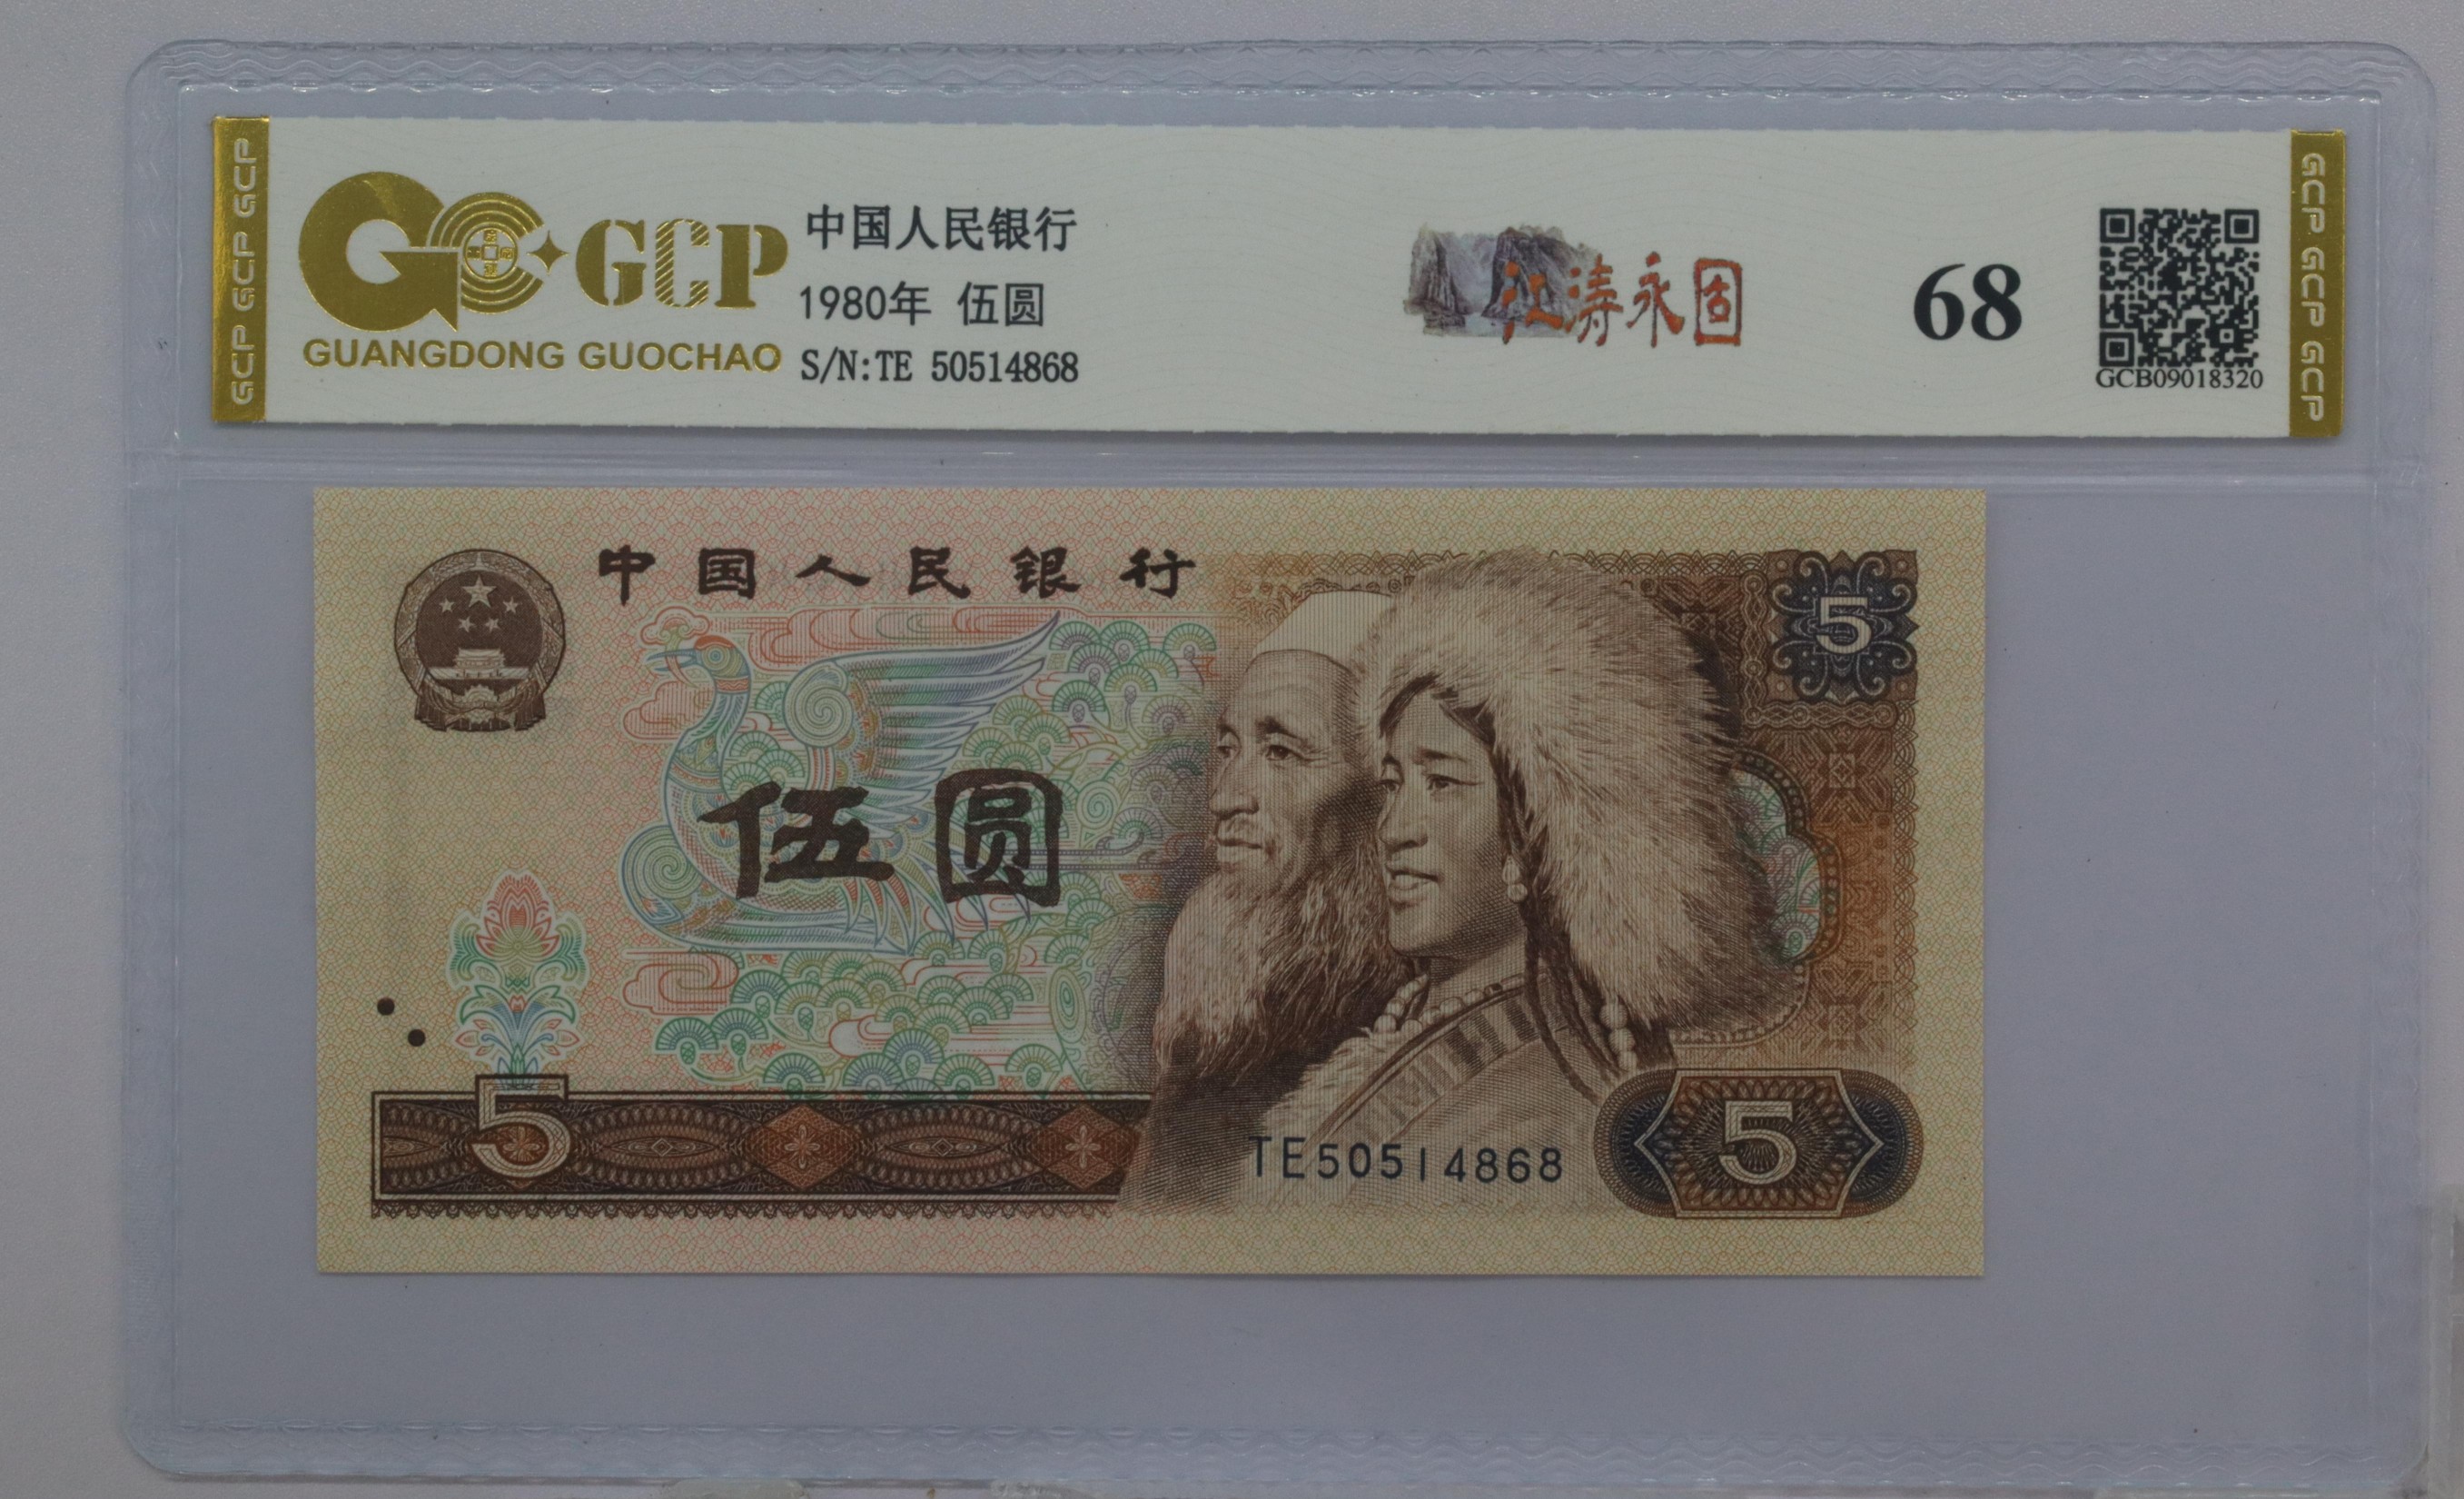 GCP GCP GCP
GCP
GUANGDONG GUOCHAO
中国人民银行
1980年 伍圆
S/N:TE 50514868
江涛永固
68
GCB09018320
GCP GCP GCP
中国人民银行
5
伍圆
5
TE50514868
5